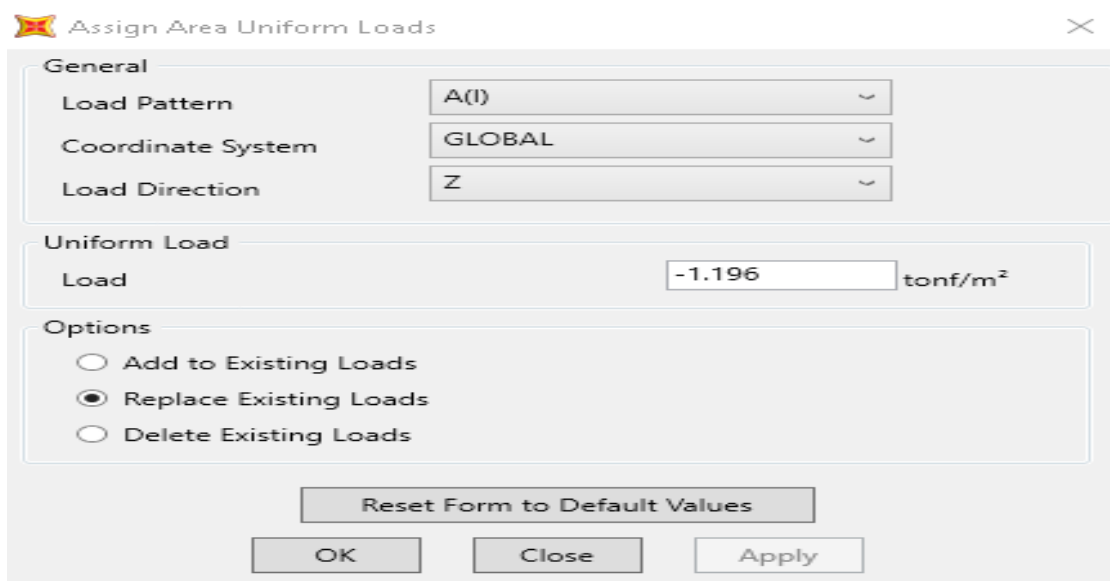 Assign Area Uniform Loads
General
Load Pattern A(I)
Coordinate System GLOBAL
Load Direction Z
Uniform Load
Load -1.196 tonf/m²
Options
Add to Existing Loads
Replace Existing Loads
Delete Existing Loads
Reset Form to Default Values
OK Close Apply